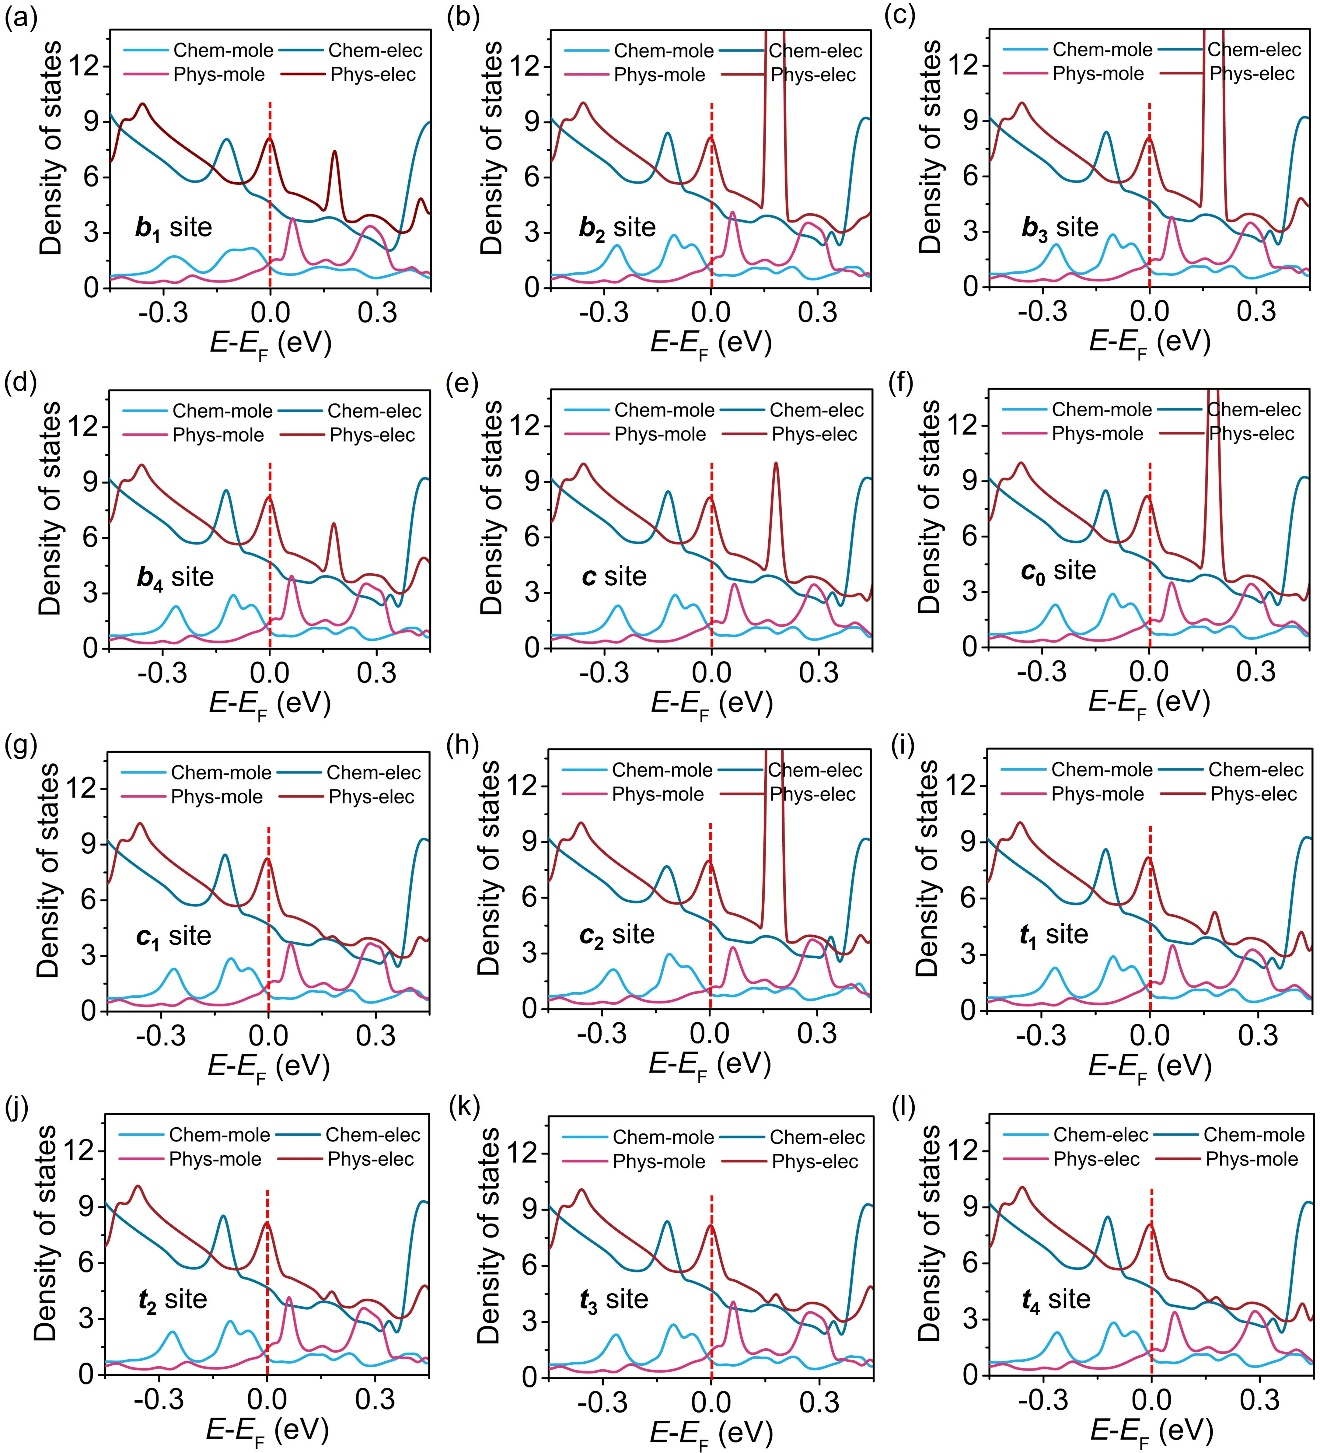 (a)
Density of states
12
9
6
3
0
Chem-mole Chem-elec
Phys-mole Phys-elec
b1 site
-0.3 0.0 0.3
E-EF (eV)
(b)
Density of states
12
9
6
3
0
Chem-mole Chem-elec
Phys-mole Phys-elec
b2 site
-0.3 0.0 0.3
E-EF (eV)
(c)
Density of states
12
9
6
3
0
Chem-mole Chem-elec
Phys-mole Phys-elec
b3 site
-0.3 0.0 0.3
E-EF (eV)
(d)
Density of states
12
9
6
3
0
Chem-mole Chem-elec
Phys-mole Phys-elec
b4 site
-0.3 0.0 0.3
E-EF (eV)
(e)
Density of states
12
9
6
3
0
Chem-mole Chem-elec
Phys-mole Phys-elec
c site
-0.3 0.0 0.3
E-EF (eV)
(f)
Density of states
12
9
6
3
0
Chem-mole Chem-elec
Phys-mole Phys-elec
c0 site
-0.3 0.0 0.3
E-EF (eV)
(g)
Density of states
12
9
6
3
0
Chem-mole Chem-elec
Phys-mole Phys-elec
c1 site
-0.3 0.0 0.3
E-EF (eV)
(h)
Density of states
12
9
6
3
0
Chem-mole Chem-elec
Phys-mole Phys-elec
c2 site
-0.3 0.0 0.3
E-EF (eV)
(i)
Density of states
12
9
6
3
0
Chem-mole Chem-elec
Phys-mole Phys-elec
t1 site
-0.3 0.0 0.3
E-EF (eV)
(j)
Density of states
12
9
6
3
0
Chem-mole Chem-elec
Phys-mole Phys-elec
t2 site
-0.3 0.0 0.3
E-EF (eV)
(k)
Density of states
12
9
6
3
0
Chem-mole Chem-elec
Phys-mole Phys-elec
t3 site
-0.3 0.0 0.3
E-EF (eV)
(l)
Density of states
12
9
6
3
0
Chem-elec Chem-mole
Phys-elec Phys-mole
t4 site
-0.3 0.0 0.3
E-EF (eV)